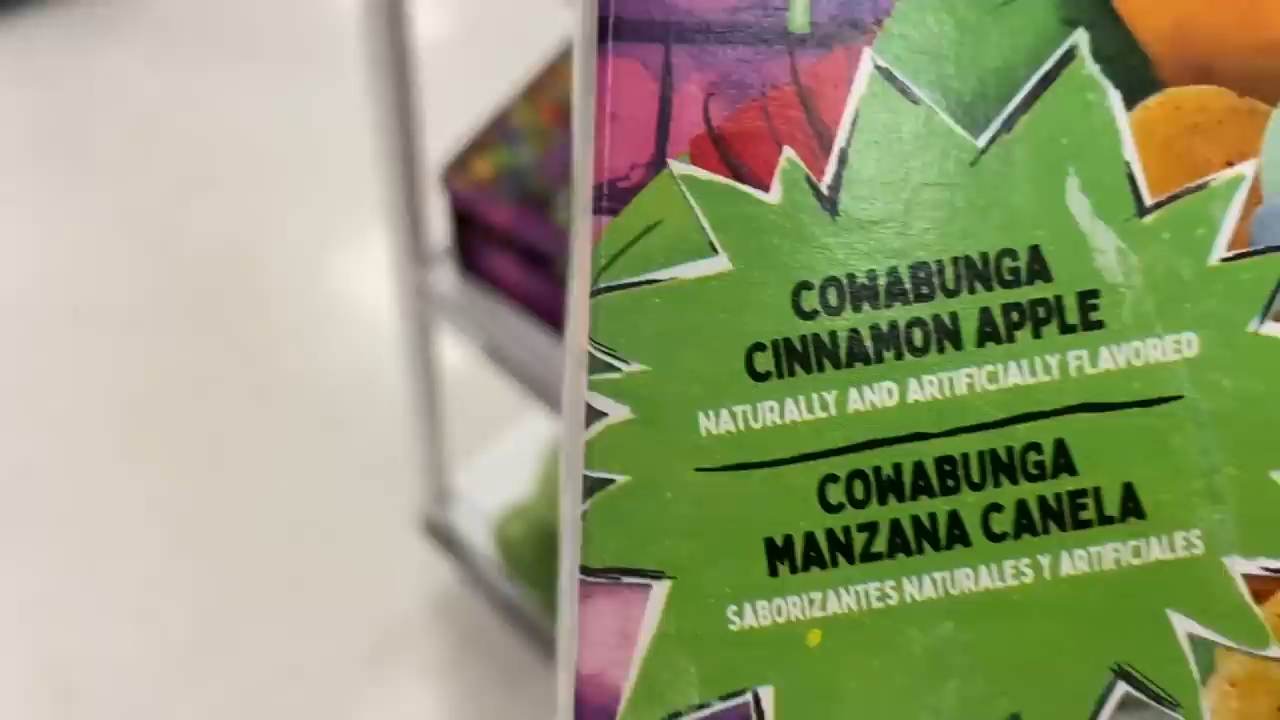 COWABUNGA
CINNAMON APPLE
NATURALLY AND ARTIFICIALLY FLAVORED
COWABUNGA
MANZANA CANELA
SABORIZANTES NATURALES Y ARTIFICIALES